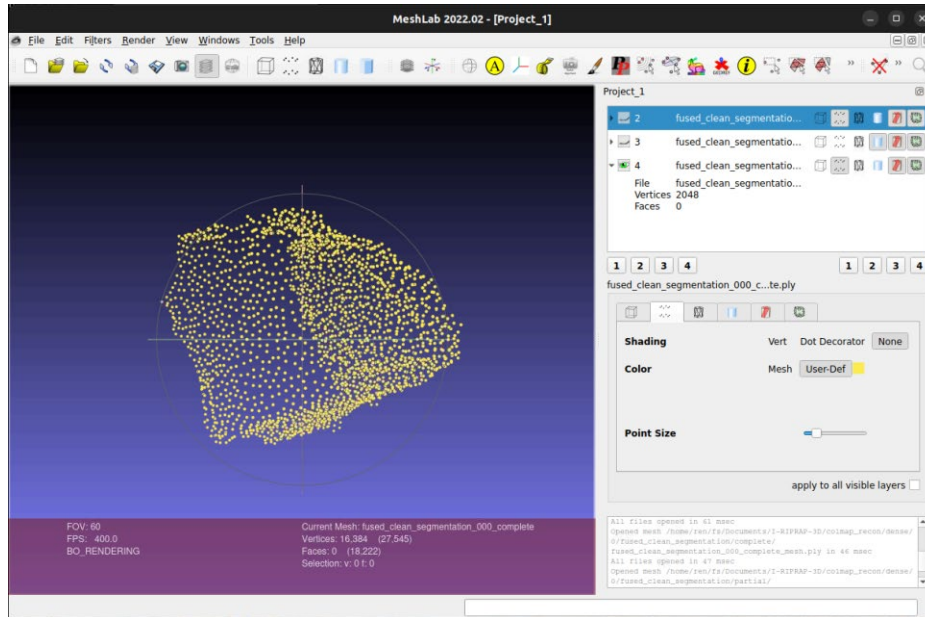 MeshLab 2022.02 - [Project_1]
File Edit Filters Render View Windows Tools Help
Project_1
2 fused_clean_segmentatio...
3 fused_clean_segmentatio...
4 fused_clean_segmentatio...
File fused_clean_segmentatio...
Vertices 2048
Faces 0
1 2 3 4 1 2 3 4
fused_clean_segmentation_000_c...te.ply
Shading Vert Dot Decorator None
Color Mesh User-Def
Point Size
apply to all visible layers
FOV: 60
FPS: 400.0
BO_RENDERING
Current Mesh: fused_clean_segmentation_000_complete
Vertices: 16,384 (27,545)
Faces: 0 (18,222)
Selection: v: 0 f: 0
All files opened in 61 msec
Opened mesh /home/ren/fs/Documents/I-RIPRAP-3D/colmap_recon/dense/
0/fused_clean_segmentation/complete/
fused_clean_segmentation_000_complete_mesh.ply in 46 msec
All files opened in 47 msec
Opened mesh /home/ren/fs/Documents/I-RIPRAP-3D/colmap_recon/dense/
0/fused_clean_segmentation/partial/